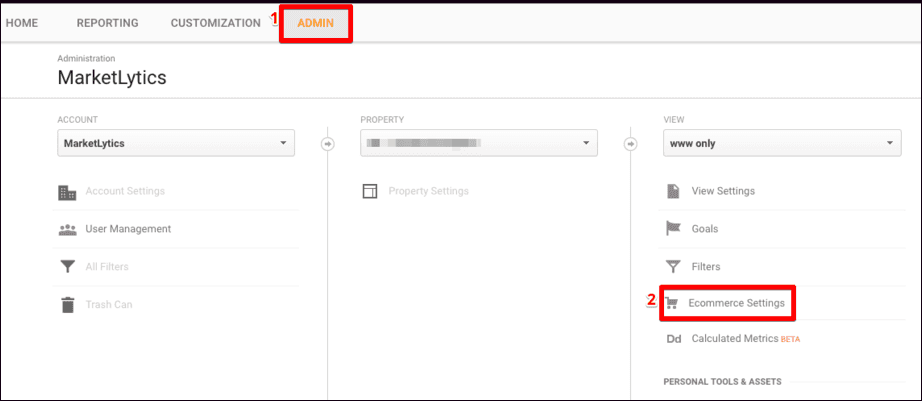 HOME REPORTING CUSTOMIZATION 1 ADMIN
Administration
MarketLytics
ACCOUNT PROPERTY VIEW
MarketLytics www only
Account Settings Property Settings View Settings
User Management Goals
All Filters Filters
Trash Can 2 Ecommerce Settings
Dd Calculated Metrics BETA
PERSONAL TOOLS & ASSETS